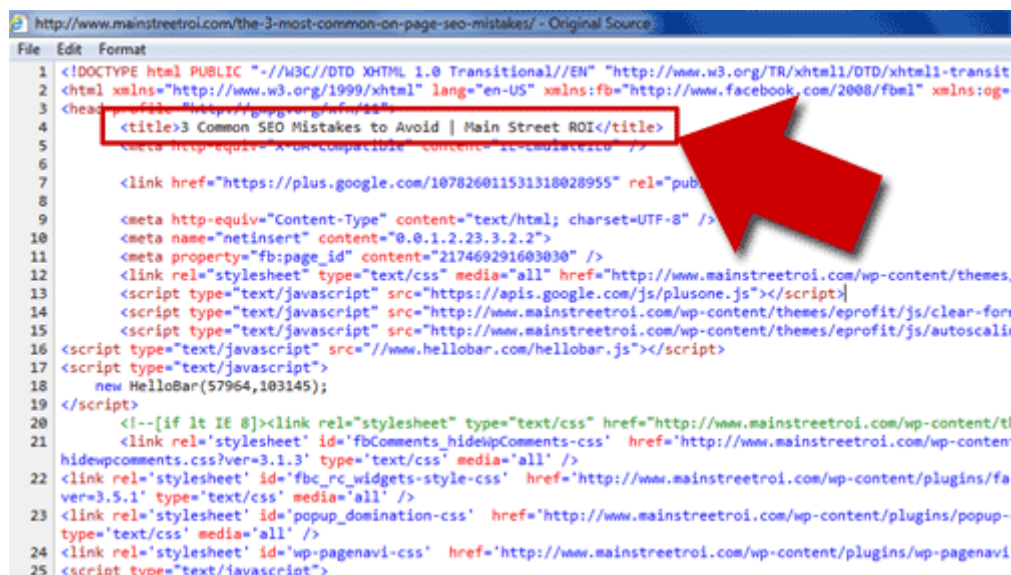 http://www.mainstreetroi.com/the-3-most-common-on-page-seo-mistakes/ - Original Source
File Edit Format
1 <!DOCTYPE html PUBLIC "-//W3C//DTD XHTML 1.0 Transitional//EN" "http://www.w3.org/TR/xhtml1/DTD/xhtml1-transit
2 <html xmlns="http://www.w3.org/1999/xhtml" lang="en-US" xmlns:fb="http://www.facebook.com/2008/fbml" xmlns:og=
3 <head profile="http://gmpg.org/xfn/11">
4 <title>3 Common SEO Mistakes to Avoid | Main Street ROI</title>
5 <meta http-equiv="X-UA-Compatible" content="IE=EmulateIE8" />
6
7 <link href="https://plus.google.com/107826011531318028955" rel="pub
8
9 <meta http-equiv="Content-Type" content="text/html; charset=UTF-8" />
10 <meta name="netinsert" content="0.0.1.2.23.3.2.2">
11 <meta property="fb:page_id" content="217469291603030" />
12 <link rel="stylesheet" type="text/css" media="all" href="http://www.mainstreetroi.com/wp-content/themes/
13 <script type="text/javascript" src="https://apis.google.com/js/plusone.js"></script>
14 <script type="text/javascript" src="http://www.mainstreetroi.com/wp-content/themes/eprofit/js/clear-for
15 <script type="text/javascript" src="http://www.mainstreetroi.com/wp-content/themes/eprofit/js/autoscali
16 <script type="text/javascript" src="//www.hellobar.com/hellobar.js"></script>
17 <script type="text/javascript">
18 new HelloBar(57964,103145);
19 </script>
20 <!--[if lt IE 8]><link rel="stylesheet" type="text/css" href="http://www.mainstreetroi.com/wp-content/t
21 <link rel='stylesheet' id='fbComments_hideWpComments-css' href='http://www.mainstreetroi.com/wp-content
hidewpcomments.css?ver=3.1.3' type='text/css' media='all' />
22 <link rel='stylesheet' id='fbc_rc_widgets-style-css' href='http://www.mainstreetroi.com/wp-content/plugins/fa
ver=3.5.1' type='text/css' media='all' />
23 <link rel='stylesheet' id='popup_domination-css' href='http://www.mainstreetroi.com/wp-content/plugins/popup-
type='text/css' media='all' />
24 <link rel='stylesheet' id='wp-pagenavi-css' href='http://www.mainstreetroi.com/wp-content/plugins/wp-pagenavi
25 <script type="text/javascript">